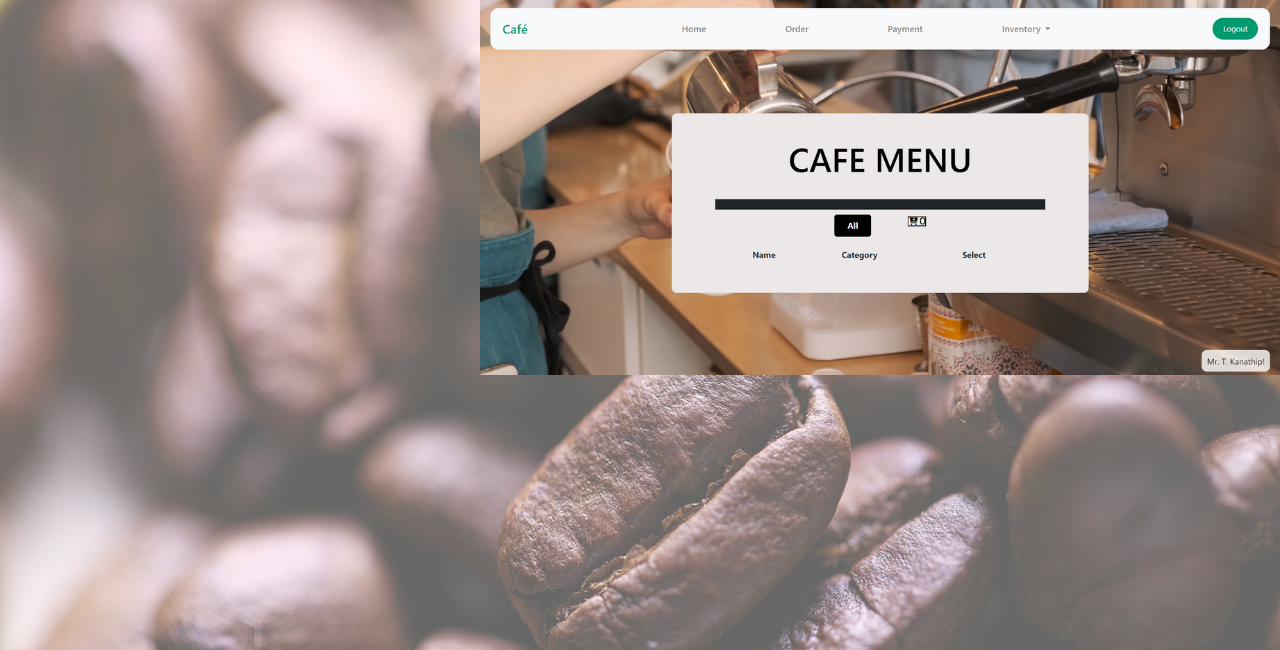 Café Home Order Payment Inventory Logout
CAFE MENU
All 0
Name Category Select
Mr. T. Kanathip!